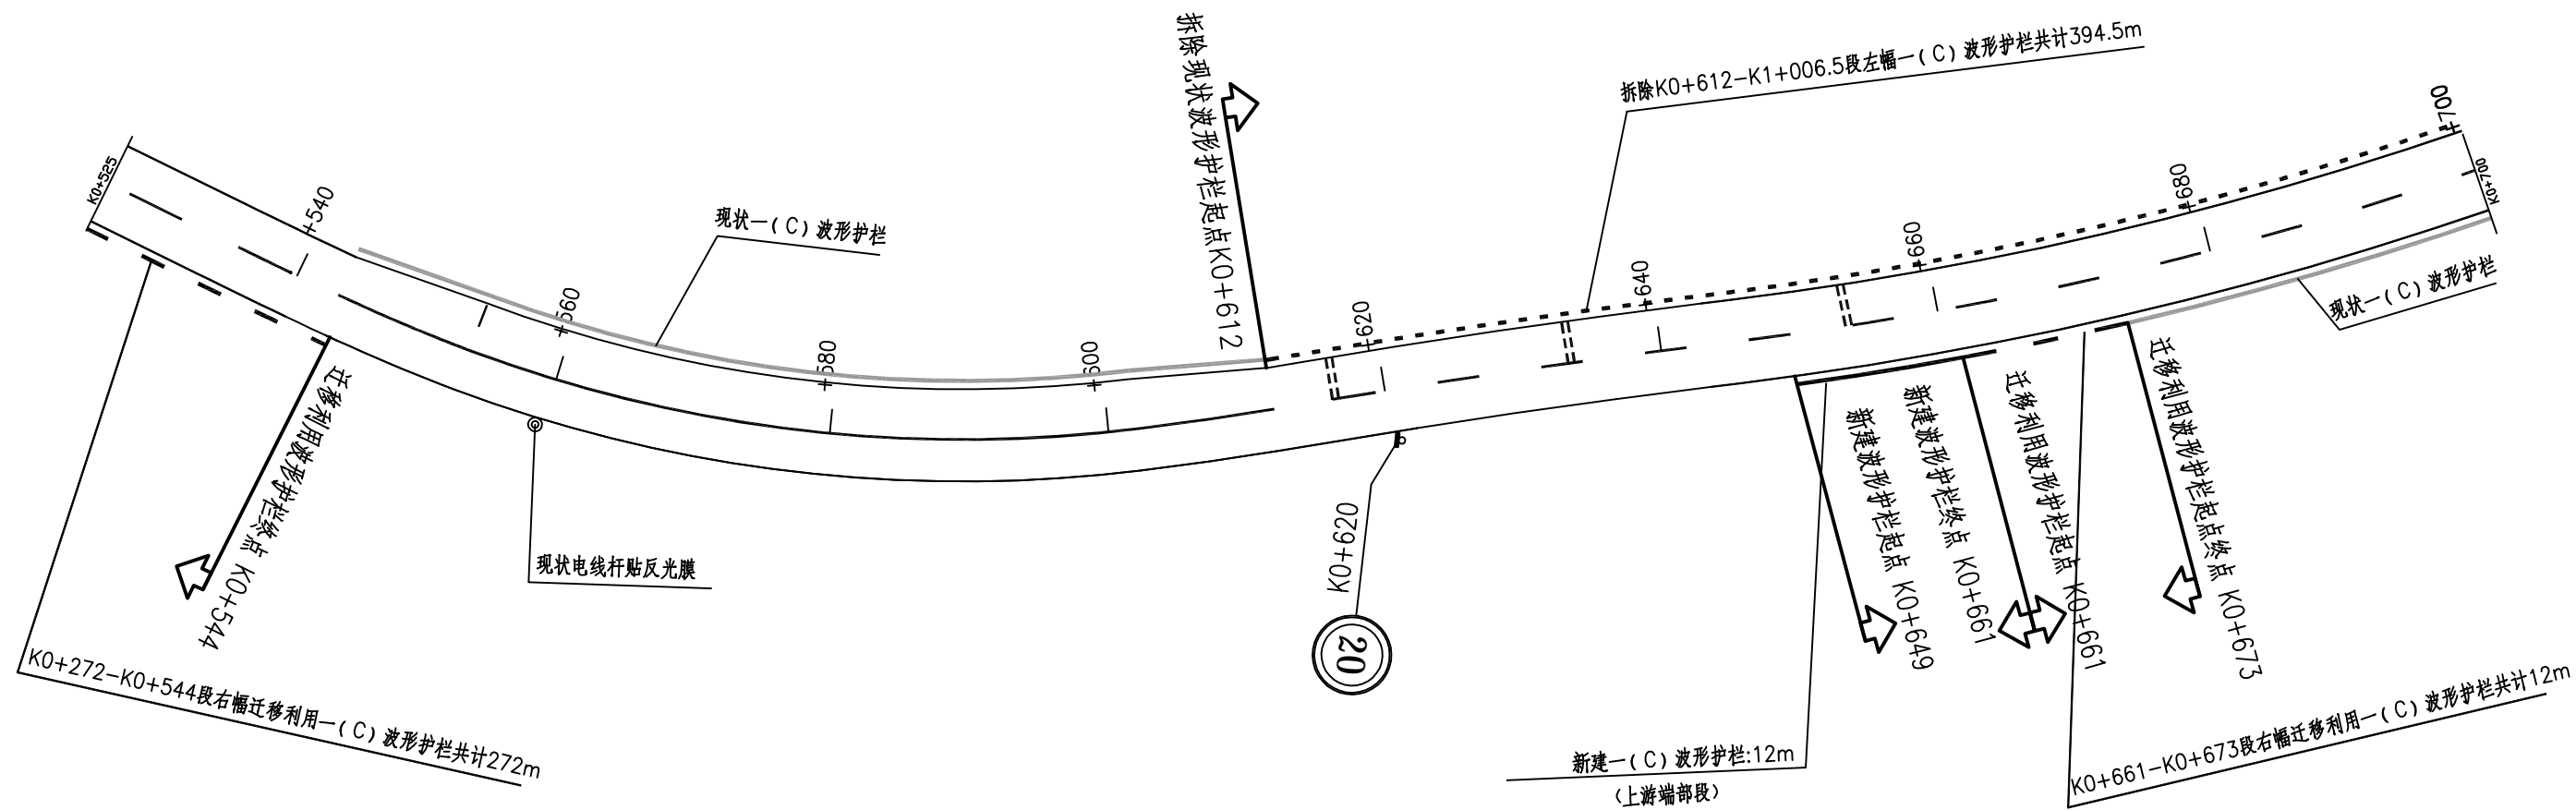 拆除现状波形护栏起点K0+612
拆除K0+612-K1+006.5段左幅一(C)波形护栏共计394.5m
K0+525
+540
现状一(C)波形护栏
+560
+580
+600
+620
+640
+660
+680
+700
K0+700
现状一(C)波形护栏
迁移利用波形护栏终点 K0+544
现状电线杆贴反光膜
K0+620
20
新建波形护栏起点 K0+649
新建波形护栏终点 K0+661
迁移利用波形护栏起点 K0+661
迁移利用波形护栏起点终点 K0+673
K0+272-K0+544段右幅迁移利用一(C)波形护栏共计272m
新建一(C)波形护栏:12m
(上游端部段)
K0+661-K0+673段右幅迁移利用一(C)波形护栏共计12m